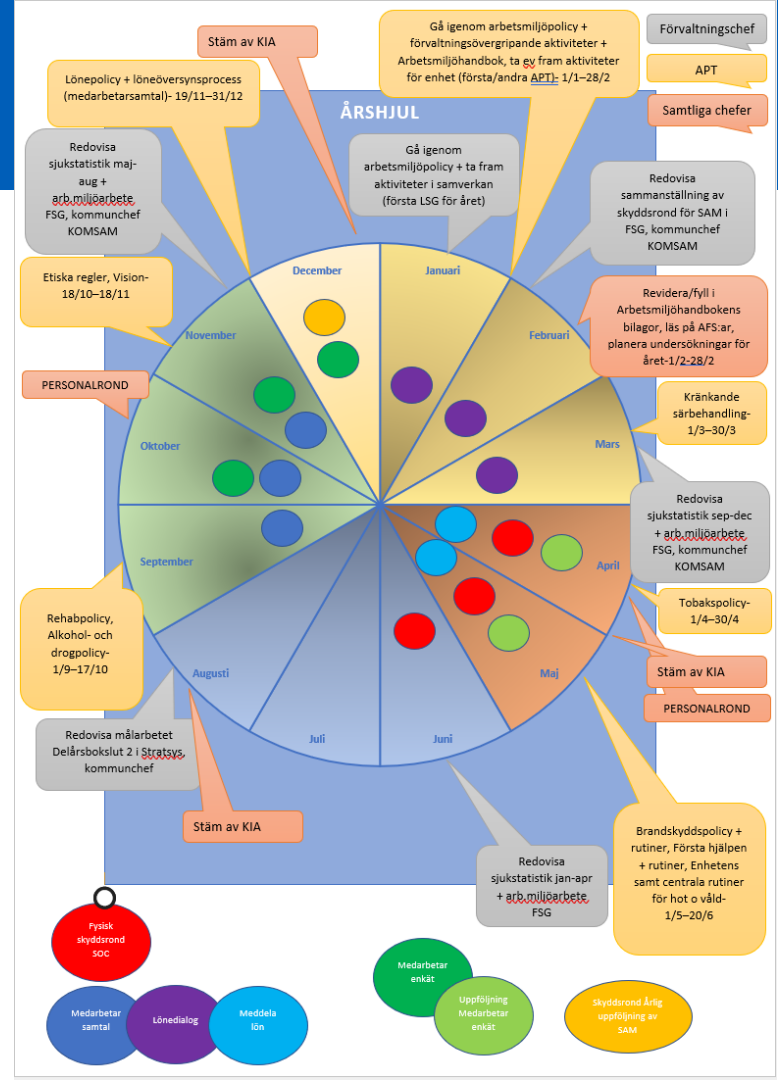 Stäm av KIA
Gå igenom arbetsmiljöpolicy +
förvaltningsövergripande aktiviteter +
Arbetsmiljöhandbok, ta ev fram aktiviteter
för enhet (första/andra APT)- 1/1–28/2
Förvaltningschef
APT
Samtliga chefer
Lönepolicy + löneöversynsprocess
(medarbetarsamtal)- 19/11–31/12
ÅRSHJUL
Redovisa
sjukstatistik maj-
aug +
arb.miljöarbete
FSG, kommunchef
KOMSAM
Gå igenom
arbetsmiljöpolicy + ta fram
aktiviteter i samverkan
(första LSG för året)
Redovisa
sammanställning av
skyddsrond för SAM i
FSG, kommunchef
KOMSAM
Etiska regler, Vision-
18/10–18/11
December
Januari
Revidera/fyll i
Arbetsmiljöhandbokens
bilagor, läs på AFS:ar,
planera undersökningar för
året-1/2-28/2
November
Februari
PERSONALROND
Kränkande
särbehandling-
1/3–30/3
Oktober
Mars
Redovisa
sjukstatistik sep-dec
+ arb.miljöarbete
FSG, kommunchef
KOMSAM
September
April
Rehabpolicy,
Alkohol- och
drogpolicy-
1/9–17/10
Tobakspolicy-
1/4–30/4
Augusti
Maj
Stäm av KIA
PERSONALROND
Juli
Juni
Redovisa målarbetet
Delårsbokslut 2 i Stratsys,
kommunchef
Stäm av KIA
Redovisa
sjukstatistik jan-apr
+ arb.miljöarbete
FSG
Brandskyddspolicy +
rutiner, Första hjälpen
+ rutiner, Enhetens
samt centrala rutiner
för hot o våld-
1/5–20/6
Fysisk
skyddsrond
SOC
Medarbetar
samtal
Lönedialog
Meddela
lön
Medarbetar
enkät
Uppföljning
Medarbetar
enkät
Skyddsrond Årlig
uppföljning av
SAM